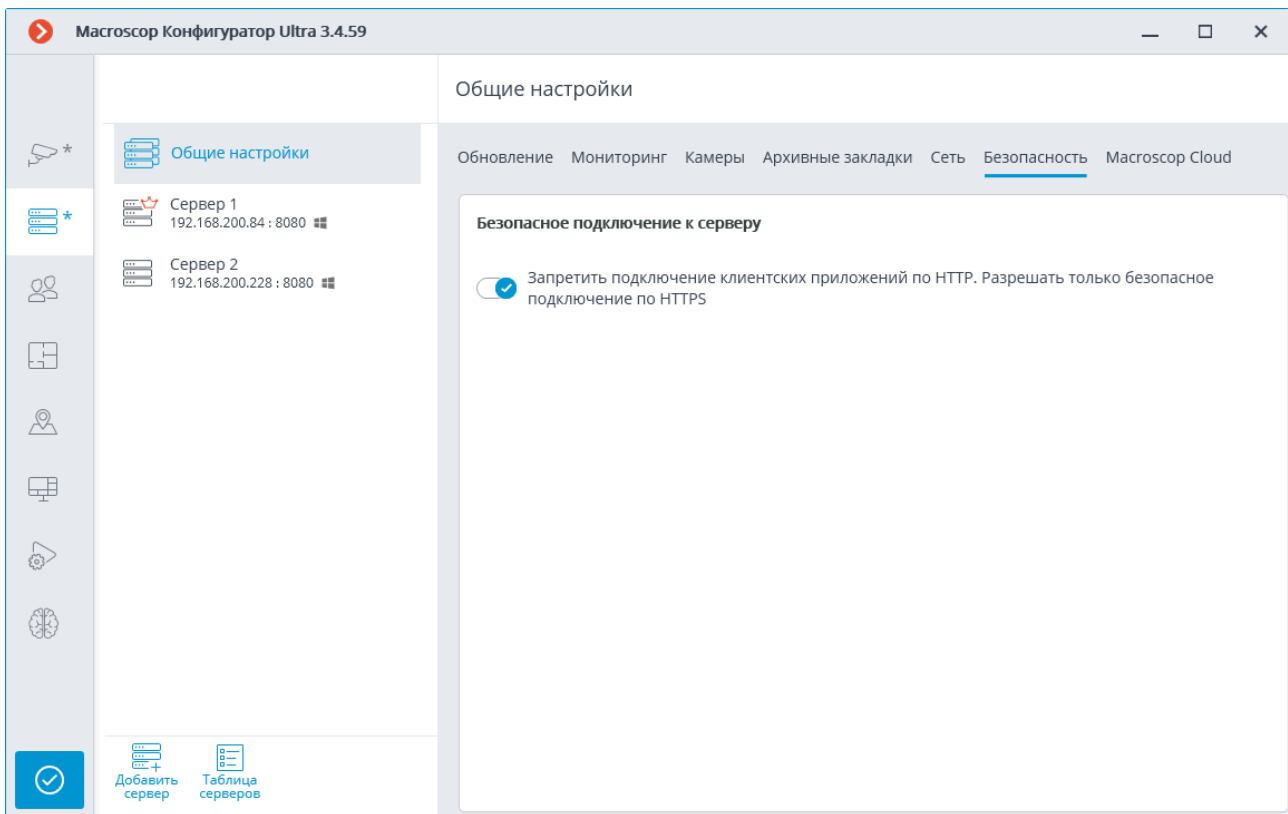 Macroscop Конфигуратор Ultra 3.4.59
Общие настройки
Общие настройки
Обновление Мониторинг Камеры Архивные закладки Сеть Безопасность Macroscop Cloud
*
*
Сервер 1
192.168.200.84 : 8080
Сервер 2
192.168.200.228 : 8080
Безопасное подключение к серверу
Запретить подключение клиентских приложений по HTTP. Разрешать только безопасное
подключение по HTTPS
Добавить
сервер
Таблица
серверов